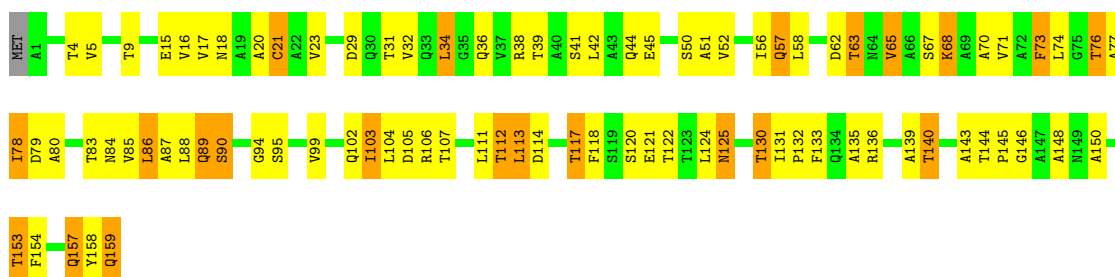 MET A1 T4 V5 T9 E15 V16 V17 N18 A19 A20 C21 A22 V23 D29 Q30 T31 V32 Q33 L34 G35 Q36 V37 R38 T39 A40 S41 L42 A43 Q44 E45 S50 A51 V52 I56 Q57 L58 D62 T63 N64 V65 A66 S67 K68 A69 A70 V71 A72 F73 L74 G75 T76 A77
I78 D79 A80 T83 N84 V85 L86 A87 L88 Q89 S90 G94 S95 V99 Q102 I103 L104 D105 R106 T107 L111 T112 L113 D114 T117 F118 S119 S120 E121 T122 T123 L124 N125 T130 I131 P132 F133 Q134 A135 R136 A139 T140 A143 T144 P145 G146 A147 A148 N149 A150
T153 F154 Q157 Y158 Q159